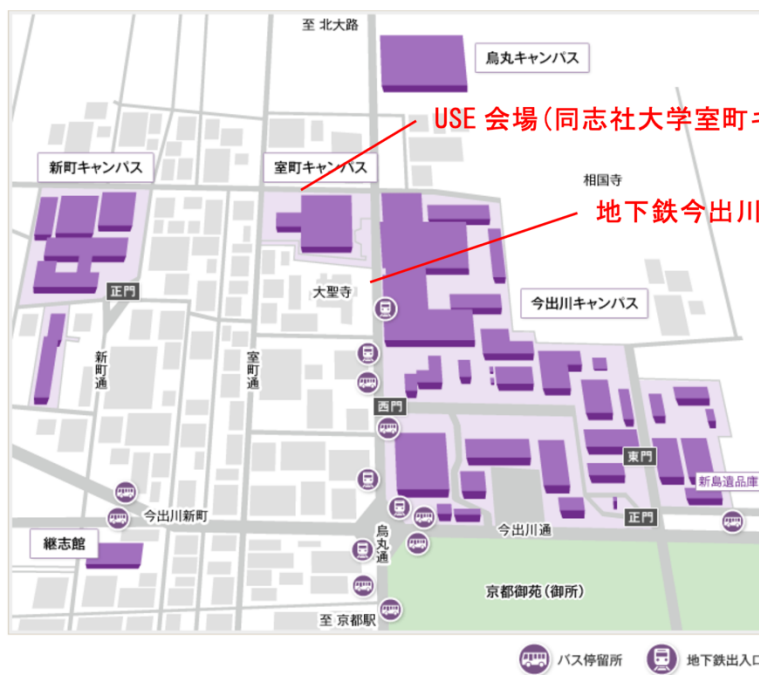 至 北大路
烏丸キャンパス
USE 会場(同志社大学室町キ
新町キャンパス
室町キャンパス
相国寺
地下鉄今出川
正門
大聖寺
今出川キャンパス
新町通
室町通
西門
東門
新島遺品庫
今出川新町
正門
継志館
烏丸通
今出川通
京都御苑(御所)
至 京都駅
バス停留所
地下鉄出入口